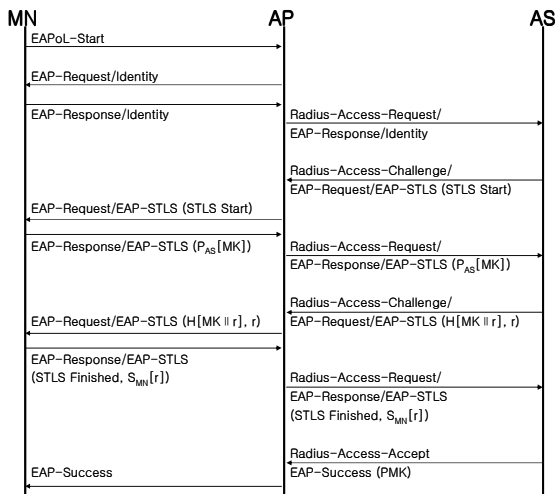 MN AP AS
EAPoL-Start
EAP-Request/Identity
EAP-Response/Identity
Radius-Access-Request/
EAP-Response/Identity
Radius-Access-Challenge/
EAP-Request/EAP-STLS (STLS Start)
EAP-Request/EAP-STLS (STLS Start)
EAP-Response/EAP-STLS (P_AS[MK])
Radius-Access-Request/
EAP-Response/EAP-STLS (P_AS[MK])
Radius-Access-Challenge/
EAP-Request/EAP-STLS (H[MK∥r], r)
EAP-Request/EAP-STLS (H[MK∥r], r)
EAP-Response/EAP-STLS
(STLS Finished, S_MN[r])
Radius-Access-Request/
EAP-Response/EAP-STLS
(STLS Finished, S_MN[r])
Radius-Access-Accept
EAP-Success (PMK)
EAP-Success